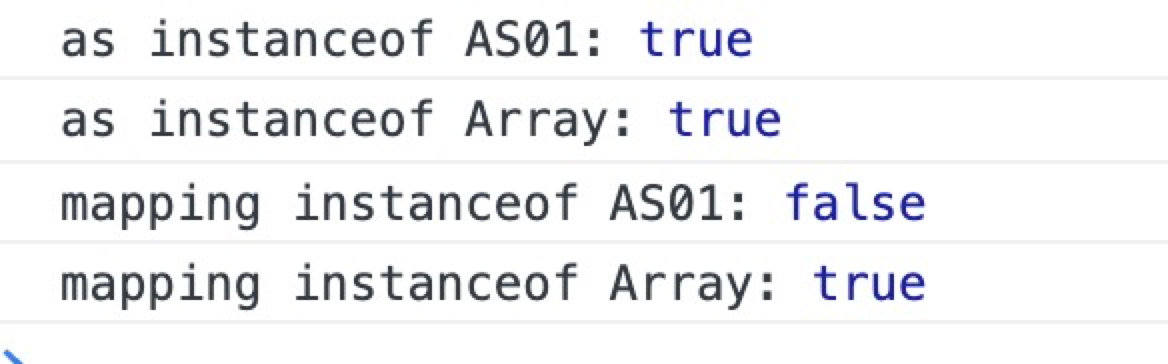 as instanceof AS01: true
as instanceof Array: true
mapping instanceof AS01: false
mapping instanceof Array: true